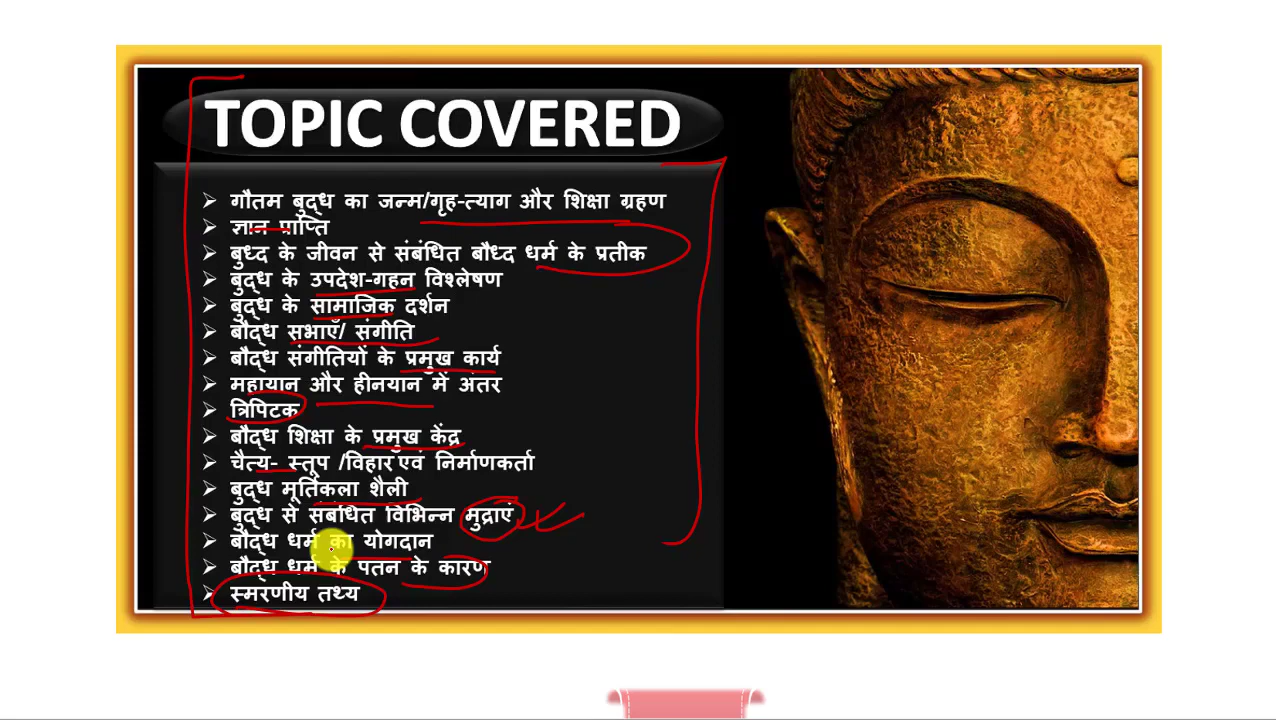 TOPIC COVERED
➢ गौतम बुद्ध का जन्म/गृह-त्याग और शिक्षा ग्रहण
➢ ज्ञान प्राप्ति
➢ बुध्द के जीवन से संबंधित बौध्द धर्म के प्रतीक
➢ बुद्ध के उपदेश-गहन विश्लेषण
➢ बुद्ध के सामाजिक दर्शन
➢ बौद्ध सभाएँ/ संगीति
➢ बौद्ध संगीतियों के प्रमुख कार्य
➢ महायान और हीनयान में अंतर
➢ त्रिपिटक
➢ बौद्ध शिक्षा के प्रमुख केंद्र
➢ चैत्य- स्तूप /विहार एवं निर्माणकर्ता
➢ बुद्ध मूर्तिकला शैली
➢ बुद्ध से संबंधित विभिन्न मुद्राएं
➢ बौद्ध धर्म का योगदान
➢ बौद्ध धर्म के पतन के कारण
➢ स्मरणीय तथ्य